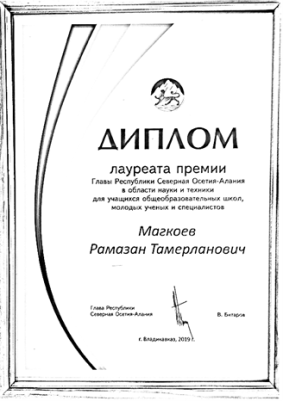 ДИПЛОМ
лауреата премии
Главы Республики Северная Осетия-Алания
в области науки и техники
для учащихся общеобразовательных школ,
молодых ученых и специалистов
Магкоев
Рамазан Тамерланович
Глава Республики
Северная Осетия-Алания
В. Битаров
г. Владикавказ, 2019 г.